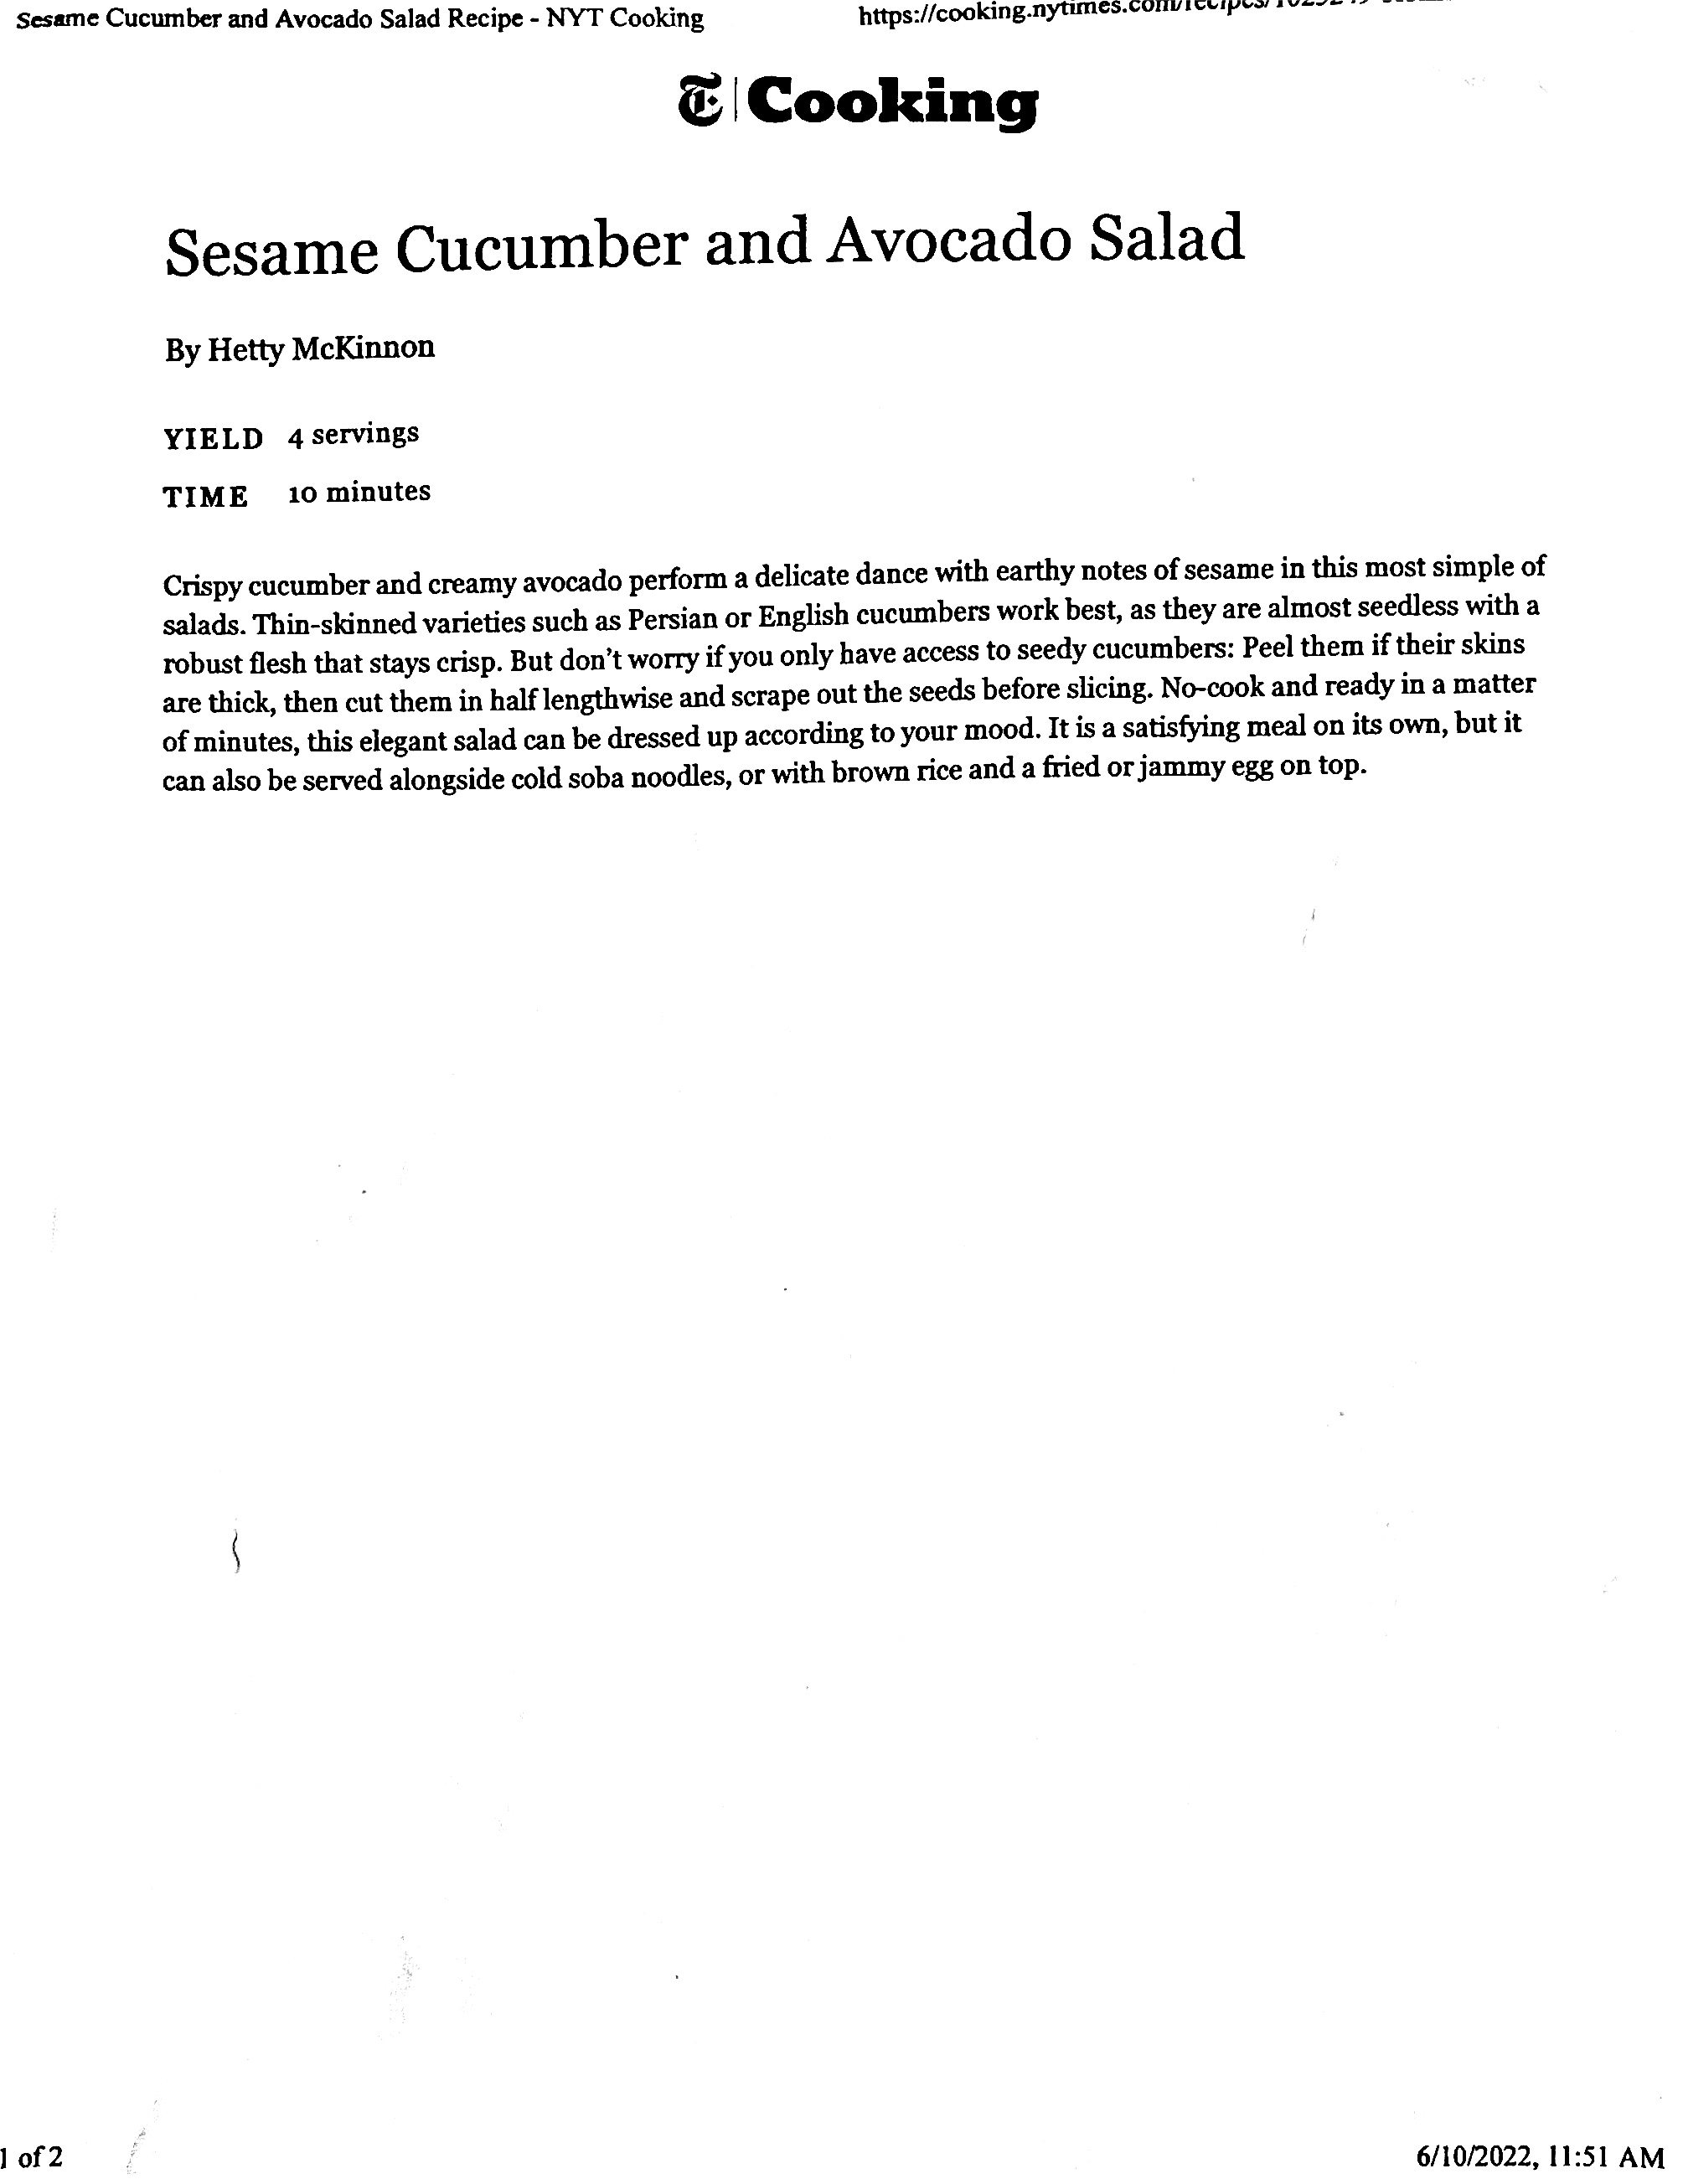 Sesame Cucumber and Avocado Salad Recipe - NYT Cooking
https://cooking.nytimes.com/recipes/
T Cooking
Sesame Cucumber and Avocado Salad
By Hetty McKinnon
YIELD 4 servings
TIME 10 minutes
Crispy cucumber and creamy avocado perform a delicate dance with earthy notes of sesame in this most simple of
salads. Thin-skinned varieties such as Persian or English cucumbers work best, as they are almost seedless with a
robust flesh that stays crisp. But don't worry if you only have access to seedy cucumbers: Peel them if their skins
are thick, then cut them in half lengthwise and scrape out the seeds before slicing. No-cook and ready in a matter
of minutes, this elegant salad can be dressed up according to your mood. It is a satisfying meal on its own, but it
can also be served alongside cold soba noodles, or with brown rice and a fried or jammy egg on top.
1 of 2
6/10/2022, 11:51 AM